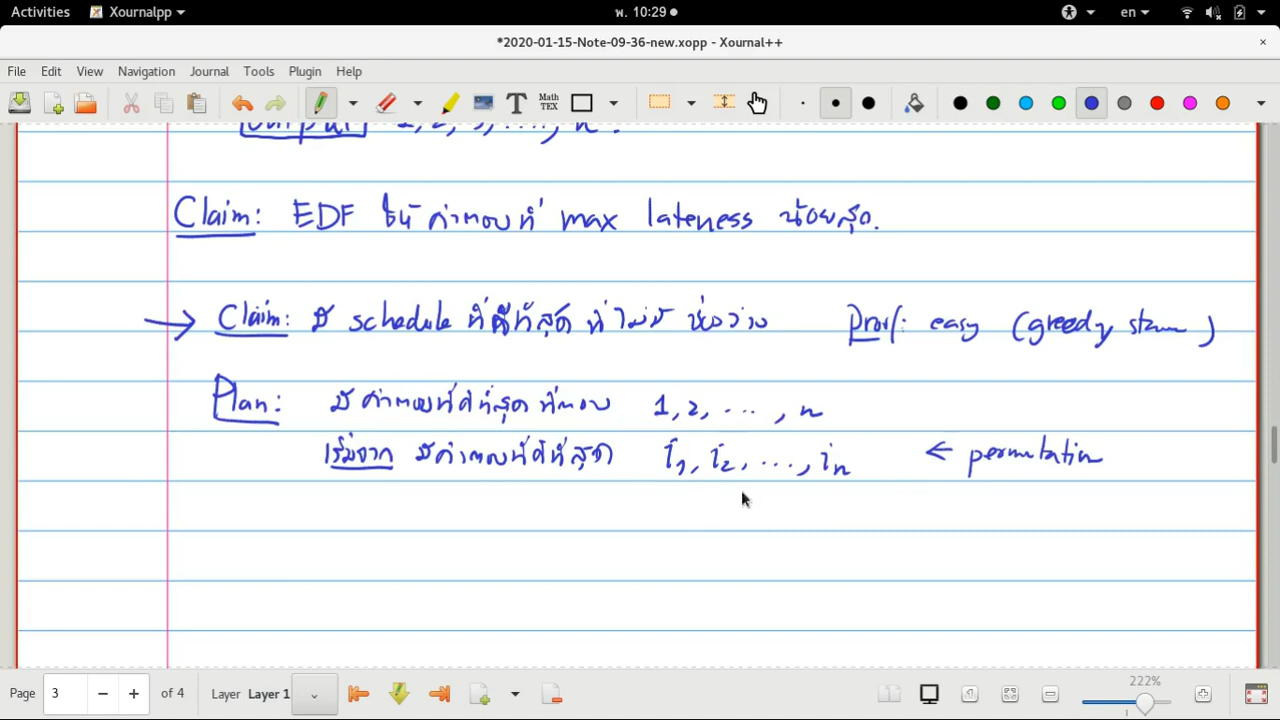 Activities Xournalpp พ. 10:29 en
*2020-01-15-Note-09-36-new.xopp - Xournal++
File Edit View Navigation Journal Tools Plugin Help
Output 1, 2, 3, ...., n.
Claim: EDF ให้ คำตอบที่ max lateness น้อยสุด.
→ Claim: มี schedule ที่ดีที่สุด ที่ไม่มี ช่องว่าง Proof: easy (greedy
Plan: มี คำตอบที่ดีที่สุด ที่ตอบ 1, 2, ..., n
เริ่มจาก มีคำตอบที่ดีที่สุด i1, i2, ..., in ← permutation
Page 3 of 4 Layer Layer 1 222%